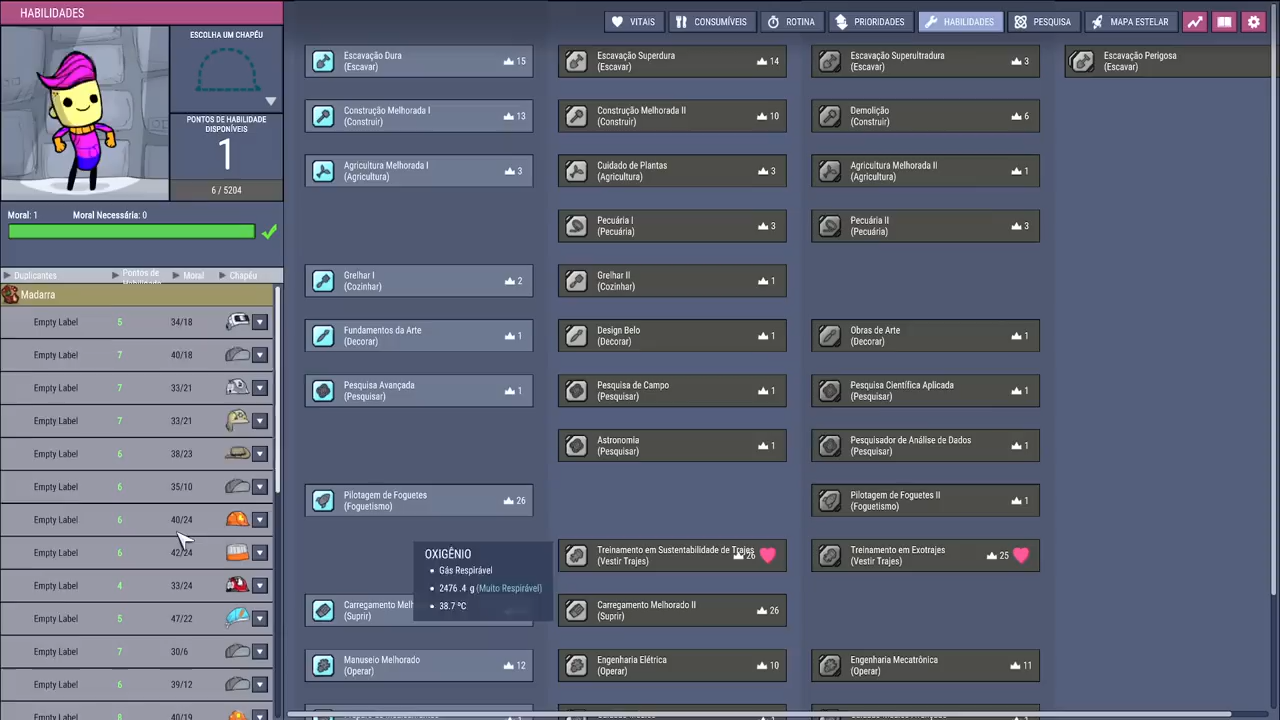 HABILIDADES
VITAIS
CONSUMÍVEIS
ROTINA
PRIORIDADES
HABILIDADES
PESQUISA
MAPA ESTELAR
ESCOLHA UM CHAPÉU
PONTOS DE HABILIDADE
DISPONÍVEIS
1
6 / 5204
Moral: 1
Moral Necessária: 0
Duplicantes
Pontos de
Moral
Chapéu
Madarra
Empty Label 5 34/18
Empty Label 7 40/18
Empty Label 7 33/21
Empty Label 7 33/21
Empty Label 6 38/23
Empty Label 6 35/10
Empty Label 6 40/24
Empty Label 6 42/24
Empty Label 4 33/24
Empty Label 5 47/22
Empty Label 7 30/6
Empty Label 6 39/12
Empty Label 8 40/19
Escavação Dura
(Escavar)
15
Escavação Superdura
(Escavar)
14
Escavação Superultradura
(Escavar)
3
Escavação Perigosa
(Escavar)
Construção Melhorada I
(Construir)
13
Construção Melhorada II
(Construir)
10
Demolição
(Construir)
6
Agricultura Melhorada I
(Agricultura)
3
Cuidado de Plantas
(Agricultura)
3
Agricultura Melhorada II
(Agricultura)
1
Pecuária I
(Pecuária)
3
Pecuária II
(Pecuária)
3
Grelhar I
(Cozinhar)
2
Grelhar II
(Cozinhar)
1
Fundamentos da Arte
(Decorar)
1
Design Belo
(Decorar)
1
Obras de Arte
(Decorar)
1
Pesquisa Avançada
(Pesquisar)
1
Pesquisa de Campo
(Pesquisar)
1
Pesquisa Científica Aplicada
(Pesquisar)
1
Astronomia
(Pesquisar)
1
Pesquisador de Análise de Dados
(Pesquisar)
1
Pilotagem de Foguetes
(Foguetismo)
26
Pilotagem de Foguetes II
(Foguetismo)
1
OXIGÊNIO
Gás Respirável
2476.4 g (Muito Respirável)
38.7 ºC
Treinamento em Sustentabilidade de Trajes
(Vestir Trajes)
26
Treinamento em Exotrajes
(Vestir Trajes)
25
Carregamento Melh
(Suprir)
Carregamento Melhorado II
(Suprir)
26
Manuseio Melhorado
(Operar)
12
Engenharia Elétrica
(Operar)
10
Engenharia Mecatrônica
(Operar)
11